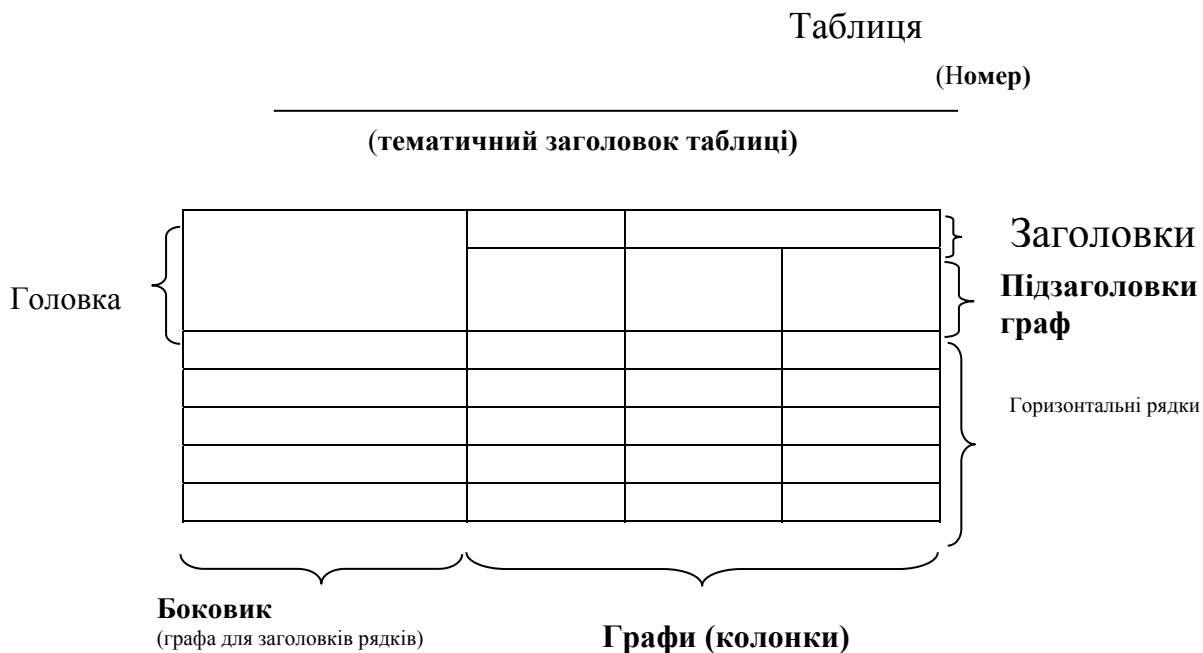 Таблиця
(Номер)
(тематичний заголовок таблиці)
Заголовки
Головка
Підзаголовки
граф
Горизонтальні рядки
Боковик
(графа для заголовків рядків)
Графи (колонки)